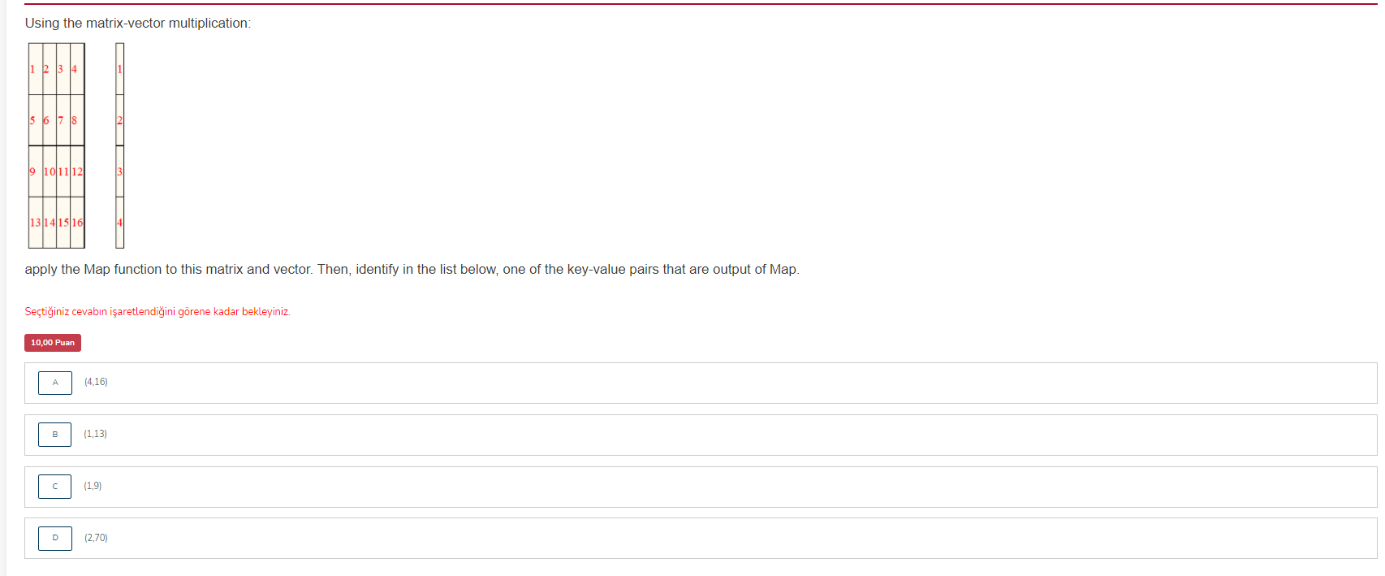 Using the matrix-vector multiplication:
1 2 3 4 1
5 6 7 8 2
9 10 11 12 3
13 14 15 16 4
apply the Map function to this matrix and vector. Then, identify in the list below, one of the key-value pairs that are output of Map.
Seçtiğiniz cevabın işaretlendiğini görene kadar bekleyiniz.
10,00 Puan
A (4,16)
B (1,13)
C (1,9)
D (2,70)